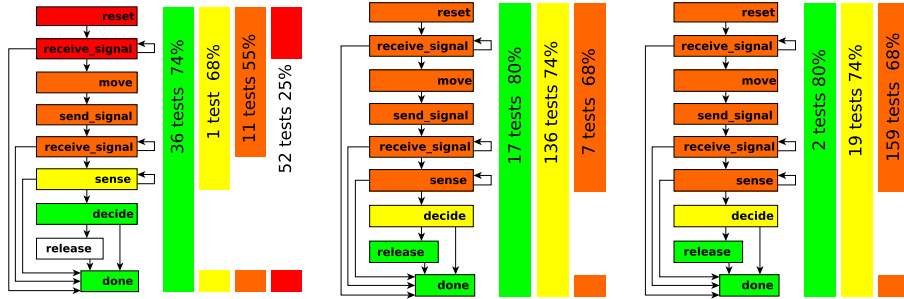 reset
receive_signal
move
send_signal
receive_signal
sense
decide
release
done
36 tests 74%
1 test 68%
11 tests 55%
52 tests 25%
reset
receive_signal
move
send_signal
receive_signal
sense
decide
release
done
17 tests 80%
136 tests 74%
7 tests 68%
reset
receive_signal
move
send_signal
receive_signal
sense
decide
release
done
2 tests 80%
19 tests 74%
159 tests 68%